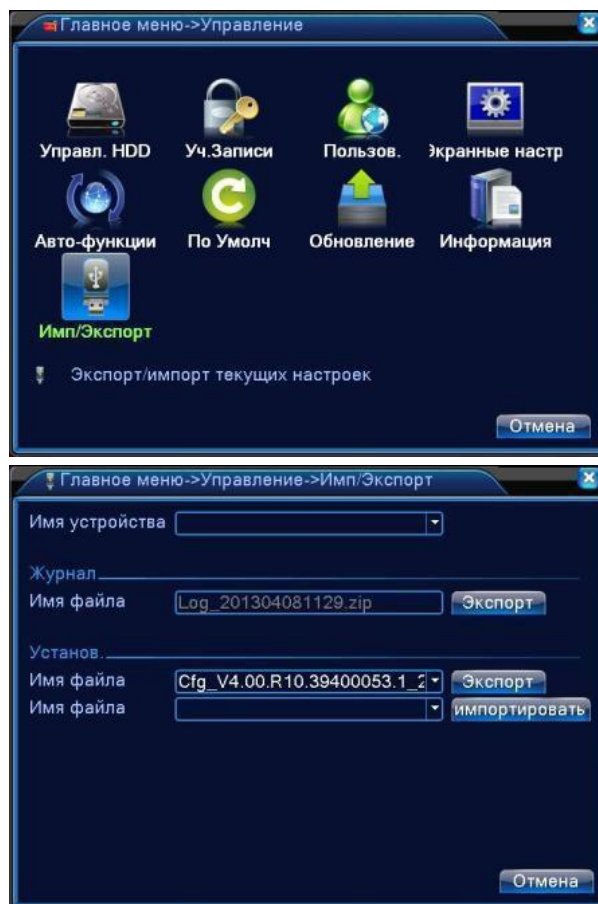 Главное меню->Управление
Управл. HDD Уч.Записи Пользов. Экранные настр
Авто-функции По Умолч Обновление Информация
Имп/Экспорт
Экспорт/импорт текущих настроек
Отмена
Главное меню->Управление->Имп/Экспорт
Имя устройства
Журнал
Имя файла Log_201304081129.zip Экспорт
Установ.
Имя файла Cfg_V4.00.R10.39400053.1_2 Экспорт
Имя файла импортировать
Отмена